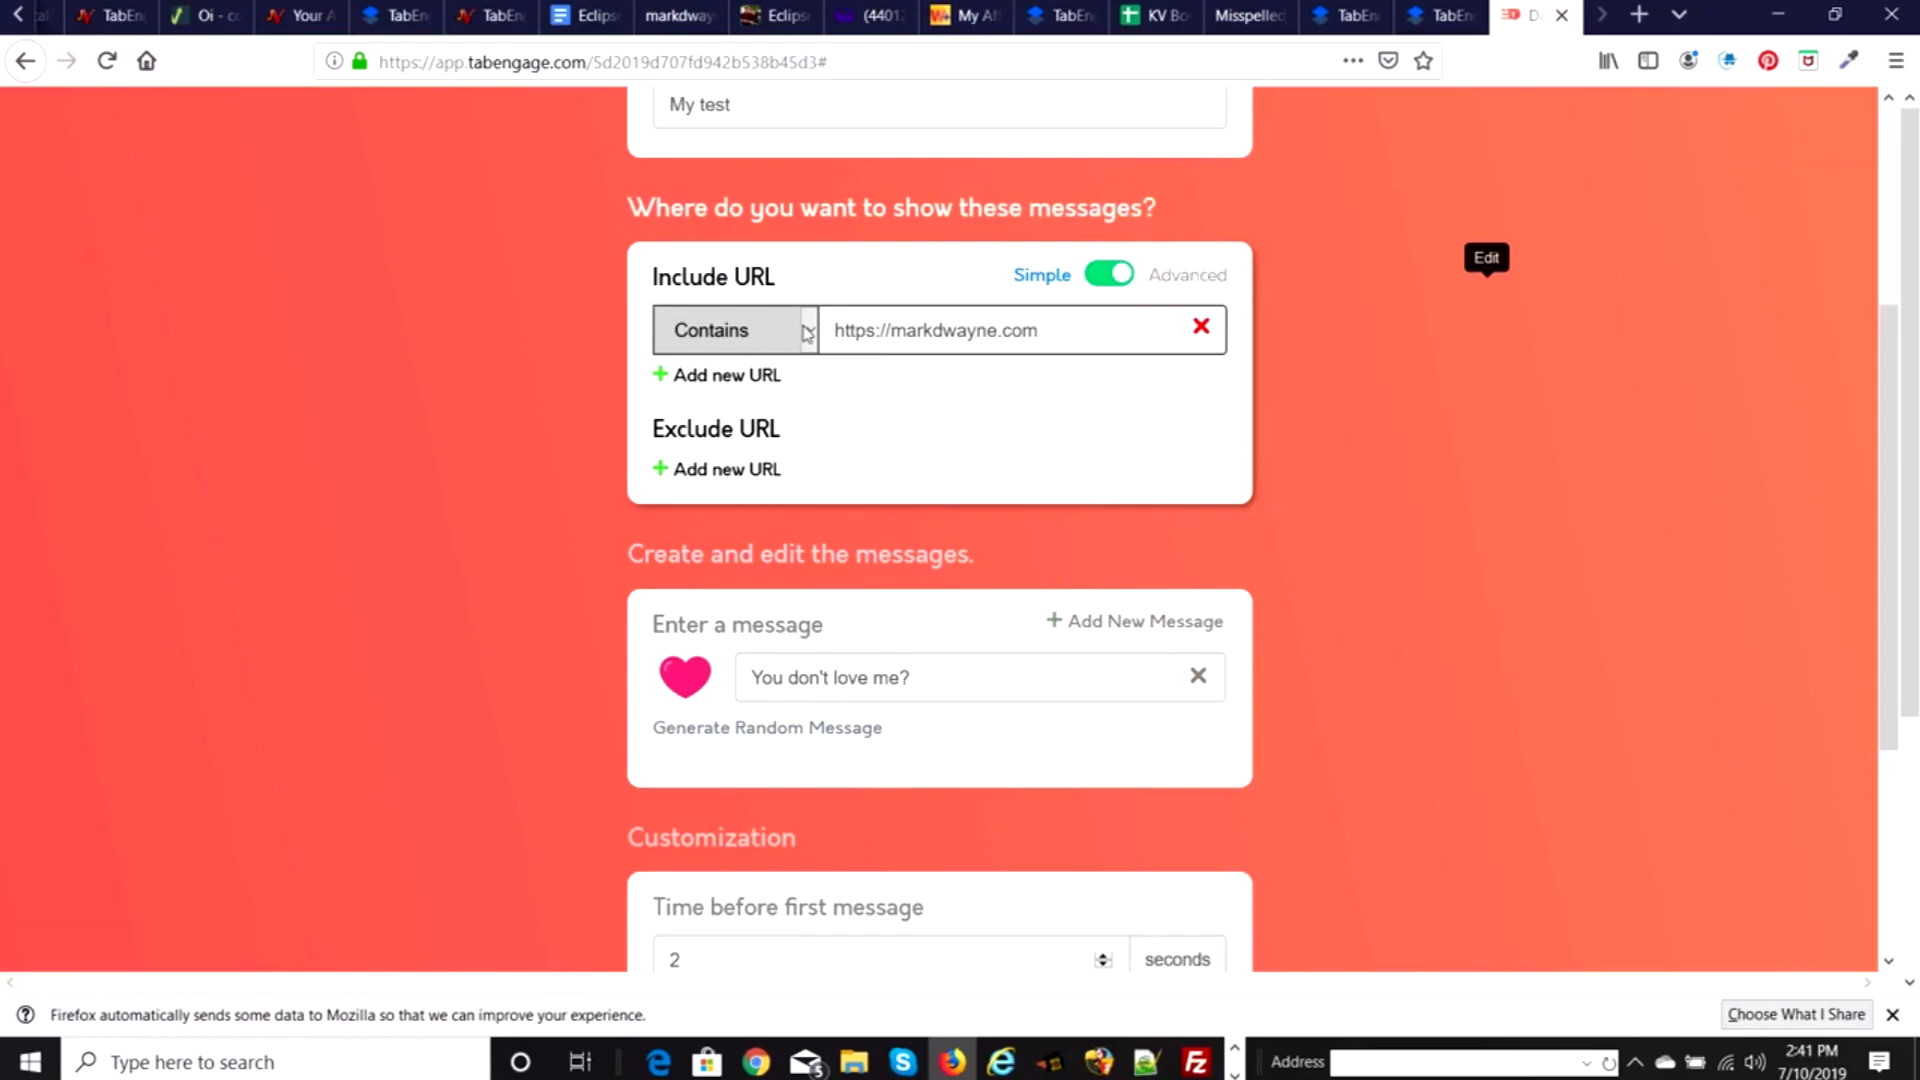 TabEn
Oi - co
Your A
TabEn
TabEn
Eclips
markdway
Eclips
(4401
My Af
TabEn
KV Bo
Misspelled
TabEn
TabEn
D
https://app.tabengage.com/5d2019d707fd942b538b45d3#
My test
Where do you want to show these messages?
Edit
Include URL
Simple
Advanced
Contains
https://markdwayne.com
+ Add new URL
Exclude URL
+ Add new URL
Create and edit the messages.
Enter a message
+ Add New Message
You don't love me?
Generate Random Message
Customization
Time before first message
2
seconds
Firefox automatically sends some data to Mozilla so that we can improve your experience.
Choose What I Share
Type here to search
5
Address
2:41 PM
7/10/2019